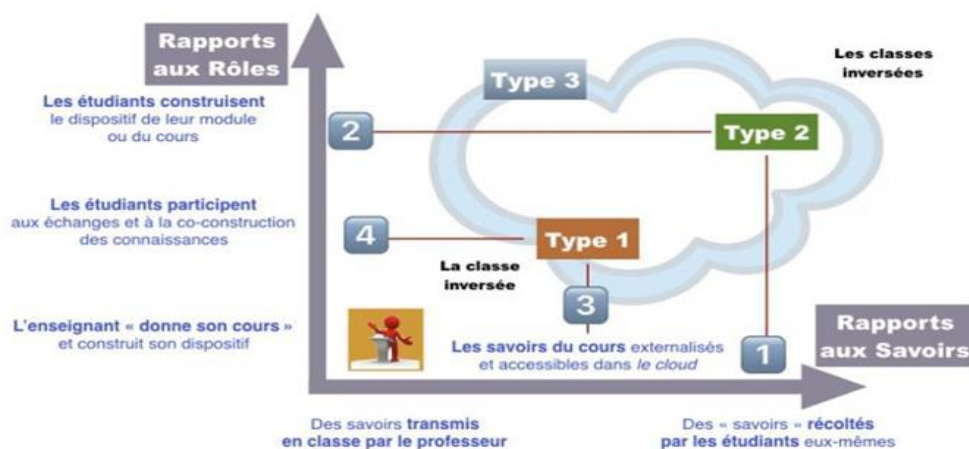 Rapports
aux Rôles
Les étudiants construisent
le dispositif de leur module
ou du cours
2
Type 3
Les classes
inversées
Type 2
Les étudiants participent
aux échanges et à la co-construction
des connaissances
4
Type 1
La classe
inversée
3
L'enseignant « donne son cours »
et construit son dispositif
Les savoirs du cours externalisés
et accessibles dans le cloud
1
Rapports
aux Savoirs
Des savoirs transmis
en classe par le professeur
Des « savoirs » récoltés
par les étudiants eux-mêmes